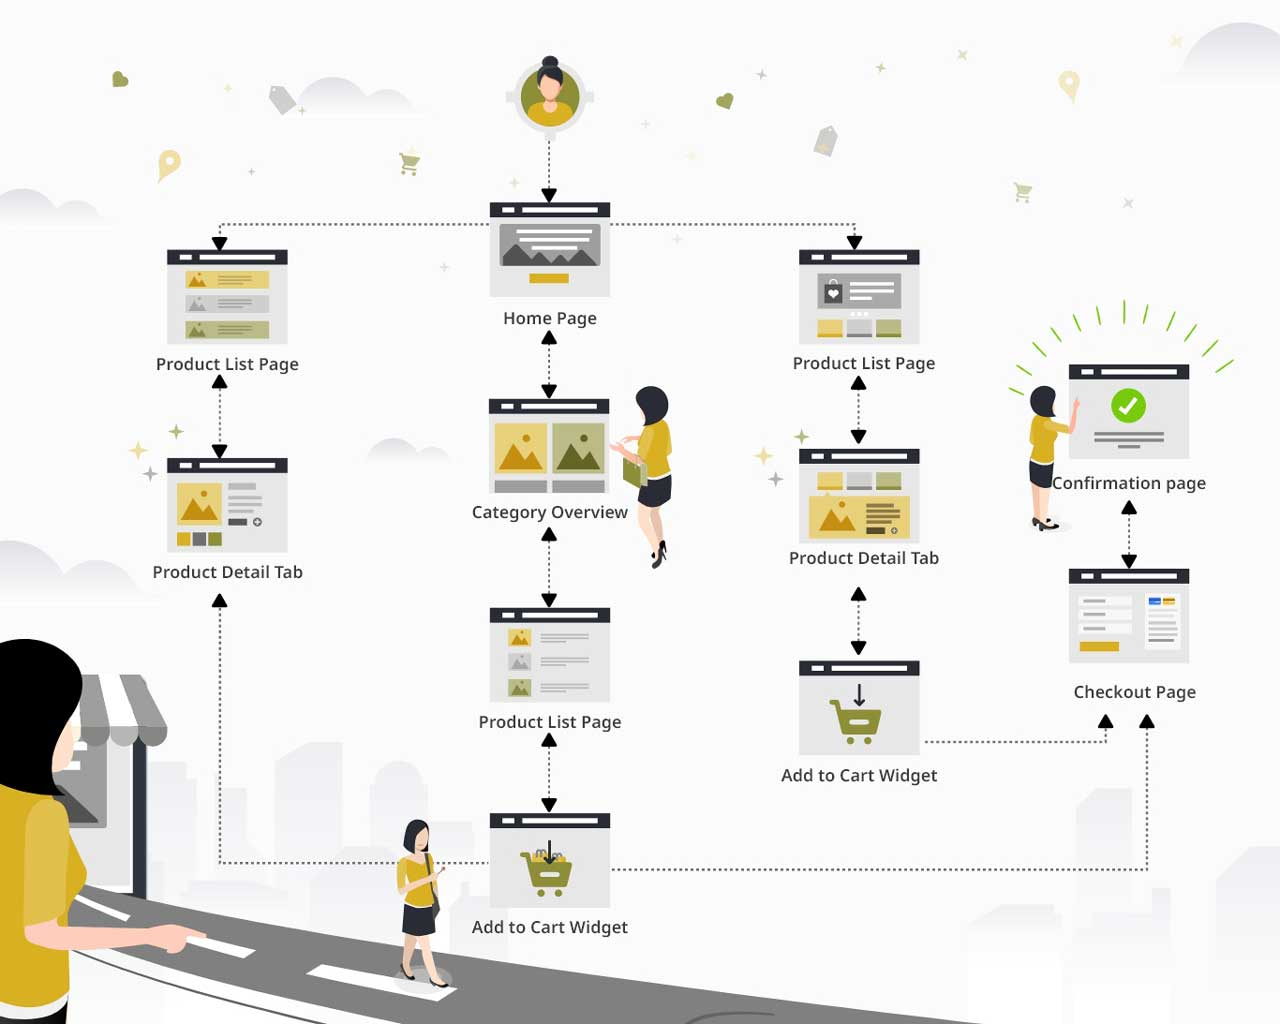 Home Page
Product List Page
Product List Page
Confirmation page
Category Overview
Product Detail Tab
Product Detail Tab
Checkout Page
Product List Page
Add to Cart Widget
Add to Cart Widget